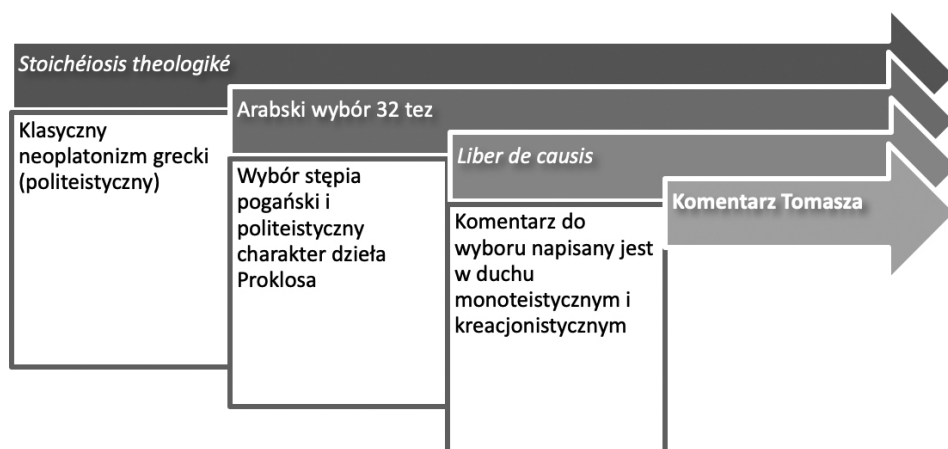 Stoichéiosis theologiké
Arabski wybór 32 tez
Klasyczny
neoplatonizm grecki
(politeistyczny)
Liber de causis
Wybór stępia
pogański i
politeistyczny
charakter dzieła
Proklosa
Komentarz Tomasza
Komentarz do
wyboru napisany jest
w duchu
monoteistycznym i
kreacjonistycznym